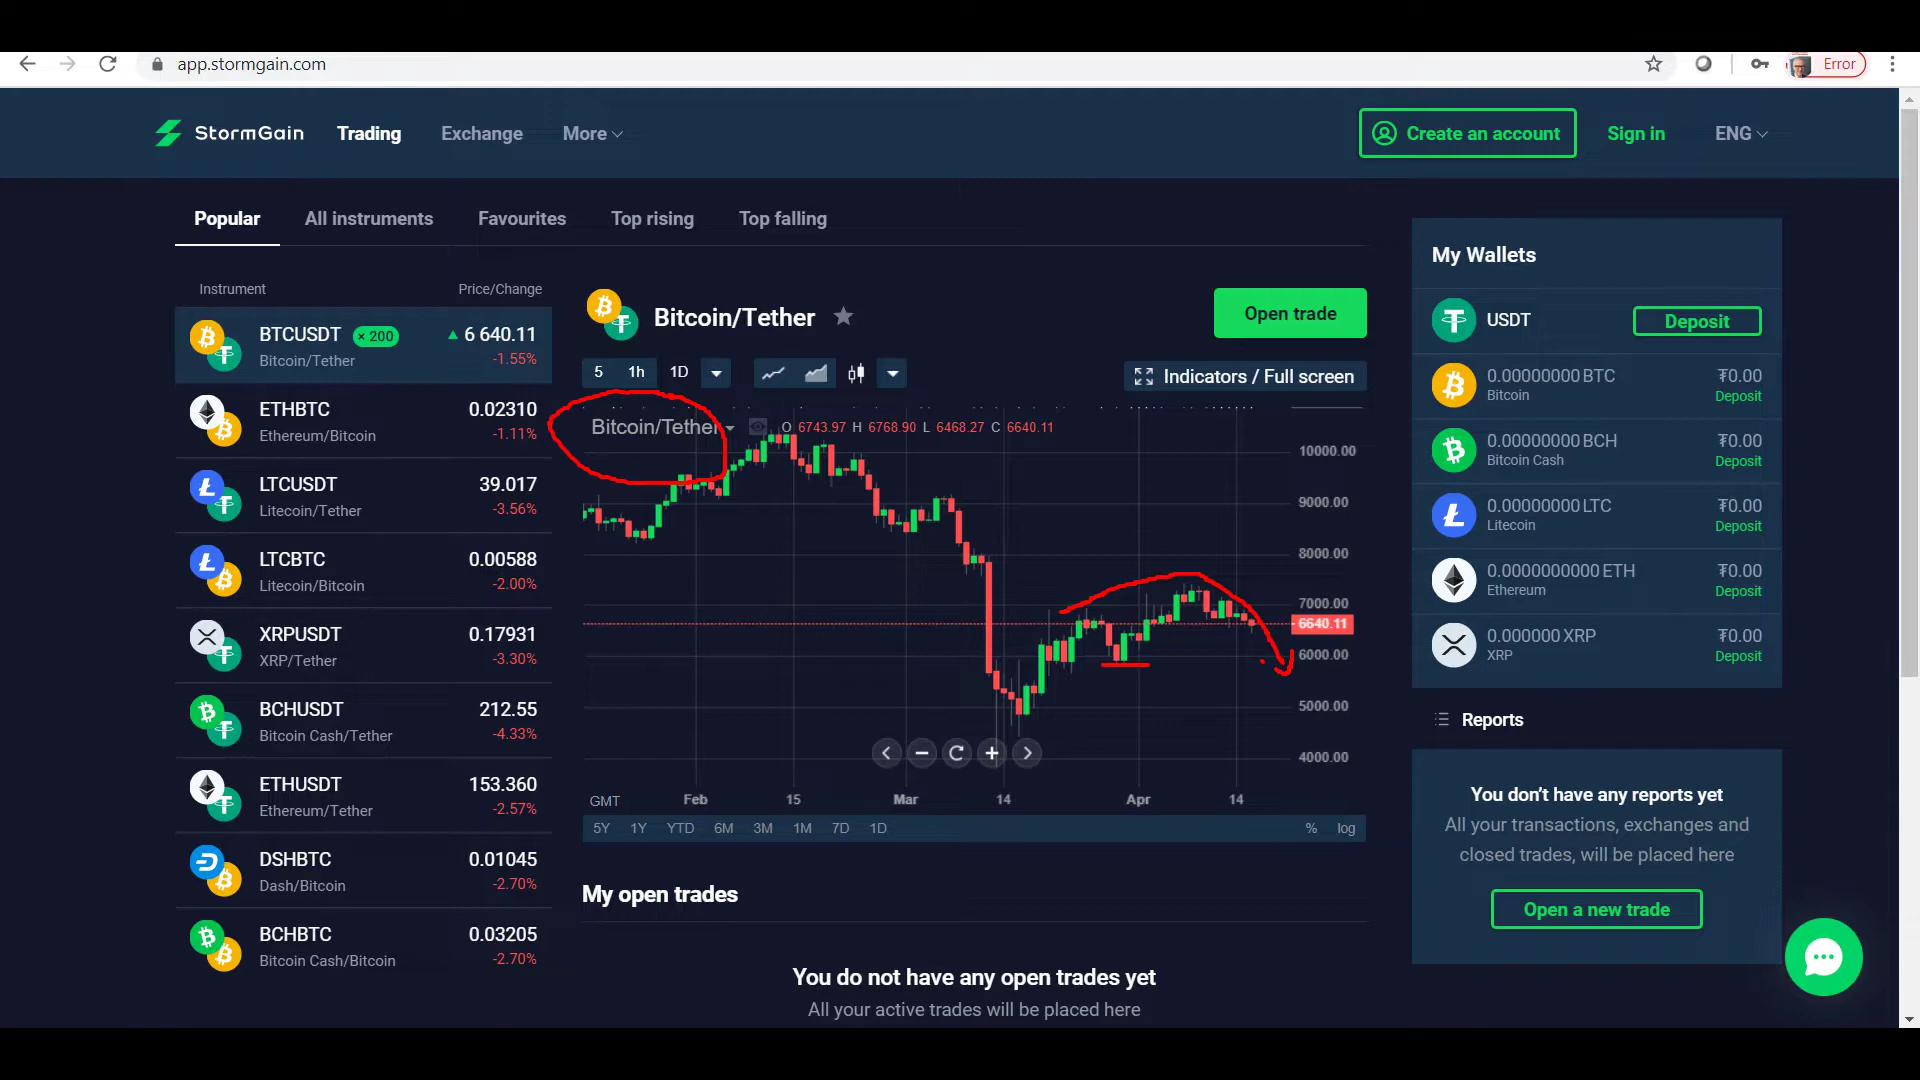 app.stormgain.com
Error
StormGain
Trading
Exchange
More
Create an account
Sign in
ENG
Popular
All instruments
Favourites
Top rising
Top falling
Instrument
Price/Change
BTCUSDT × 200 6 640.11
Bitcoin/Tether -1.55%
ETHBTC 0.02310
Ethereum/Bitcoin -1.11%
LTCUSDT 39.017
Litecoin/Tether -3.56%
LTCBTC 0.00588
Litecoin/Bitcoin -2.00%
XRPUSDT 0.17931
XRP/Tether -3.30%
BCHUSDT 212.55
Bitcoin Cash/Tether -4.33%
ETHUSDT 153.360
Ethereum/Tether -2.57%
DSHBTC 0.01045
Dash/Bitcoin -2.70%
BCHBTC 0.03205
Bitcoin Cash/Bitcoin -2.70%
Bitcoin/Tether
Open trade
5 1h 1D
Indicators / Full screen
Bitcoin/Tether O 6743.97 H 6768.90 L 6468.27 C 6640.11
10000.00
9000.00
8000.00
7000.00
6640.11
6000.00
5000.00
4000.00
GMT Feb 15 Mar 14 Apr 14
5Y 1Y YTD 6M 3M 1M 7D 1D % log
My open trades
You do not have any open trades yet
All your active trades will be placed here
My Wallets
USDT Deposit
0.00000000 BTC ₮0.00
Bitcoin Deposit
0.00000000 BCH ₮0.00
Bitcoin Cash Deposit
0.00000000 LTC ₮0.00
Litecoin Deposit
0.0000000000 ETH ₮0.00
Ethereum Deposit
0.000000 XRP ₮0.00
XRP Deposit
Reports
You don’t have any reports yet
All your transactions, exchanges and
closed trades, will be placed here
Open a new trade